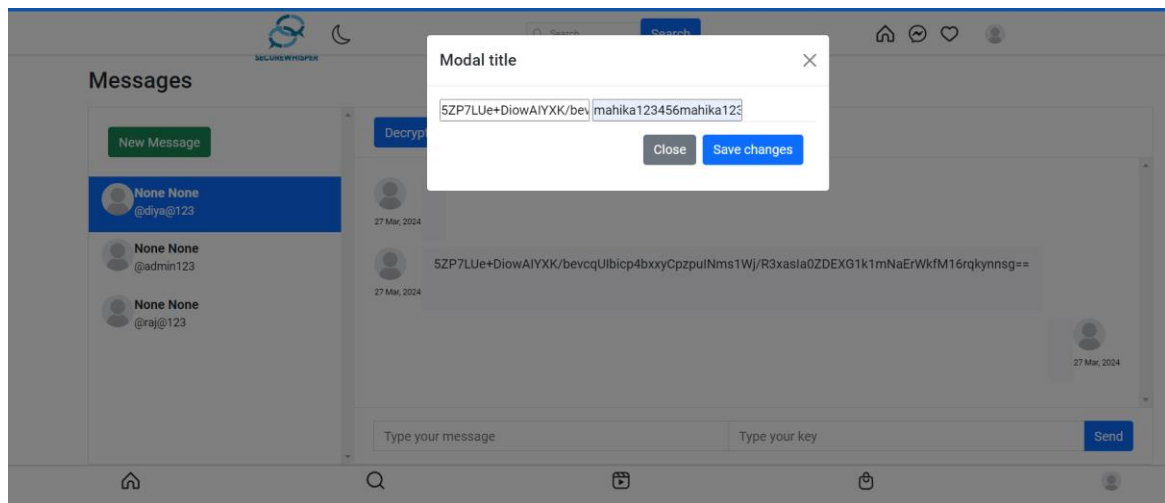 SECUREWHISPER
Search
Search
Modal title
Messages
5ZP7LUe+DiowAIYXK/bev
mahika123456mahika123
New Message
Decrypt
Close
Save changes
None None
@diya@123
27 Mar, 2024
None None
@admin123
5ZP7LUe+DiowAIYXK/bevcqUIbicp4bxxyCpzpuINms1Wj/R3xasIa0ZDEXG1k1mNaErWkfM16rqkynnsg==
27 Mar, 2024
None None
@raj@123
27 Mar, 2024
Type your message
Type your key
Send